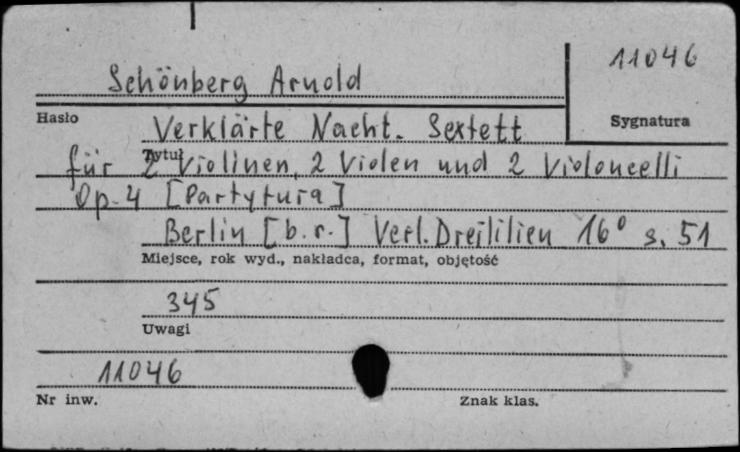 11046
Schönberg Arnold
Hasło
Sygnatura
Verklärte Nacht. Sextett
Tytuł
für 2 Violinen, 2 Violen und 2 Violoncelli
Op. 4 [Partytura]
Berlin [b.r.] Verl. Dreililien 16° s. 51
Miejsce, rok wyd., nakładca, format, objętość
345
Uwagi
11046
Nr inw.
Znak klas.